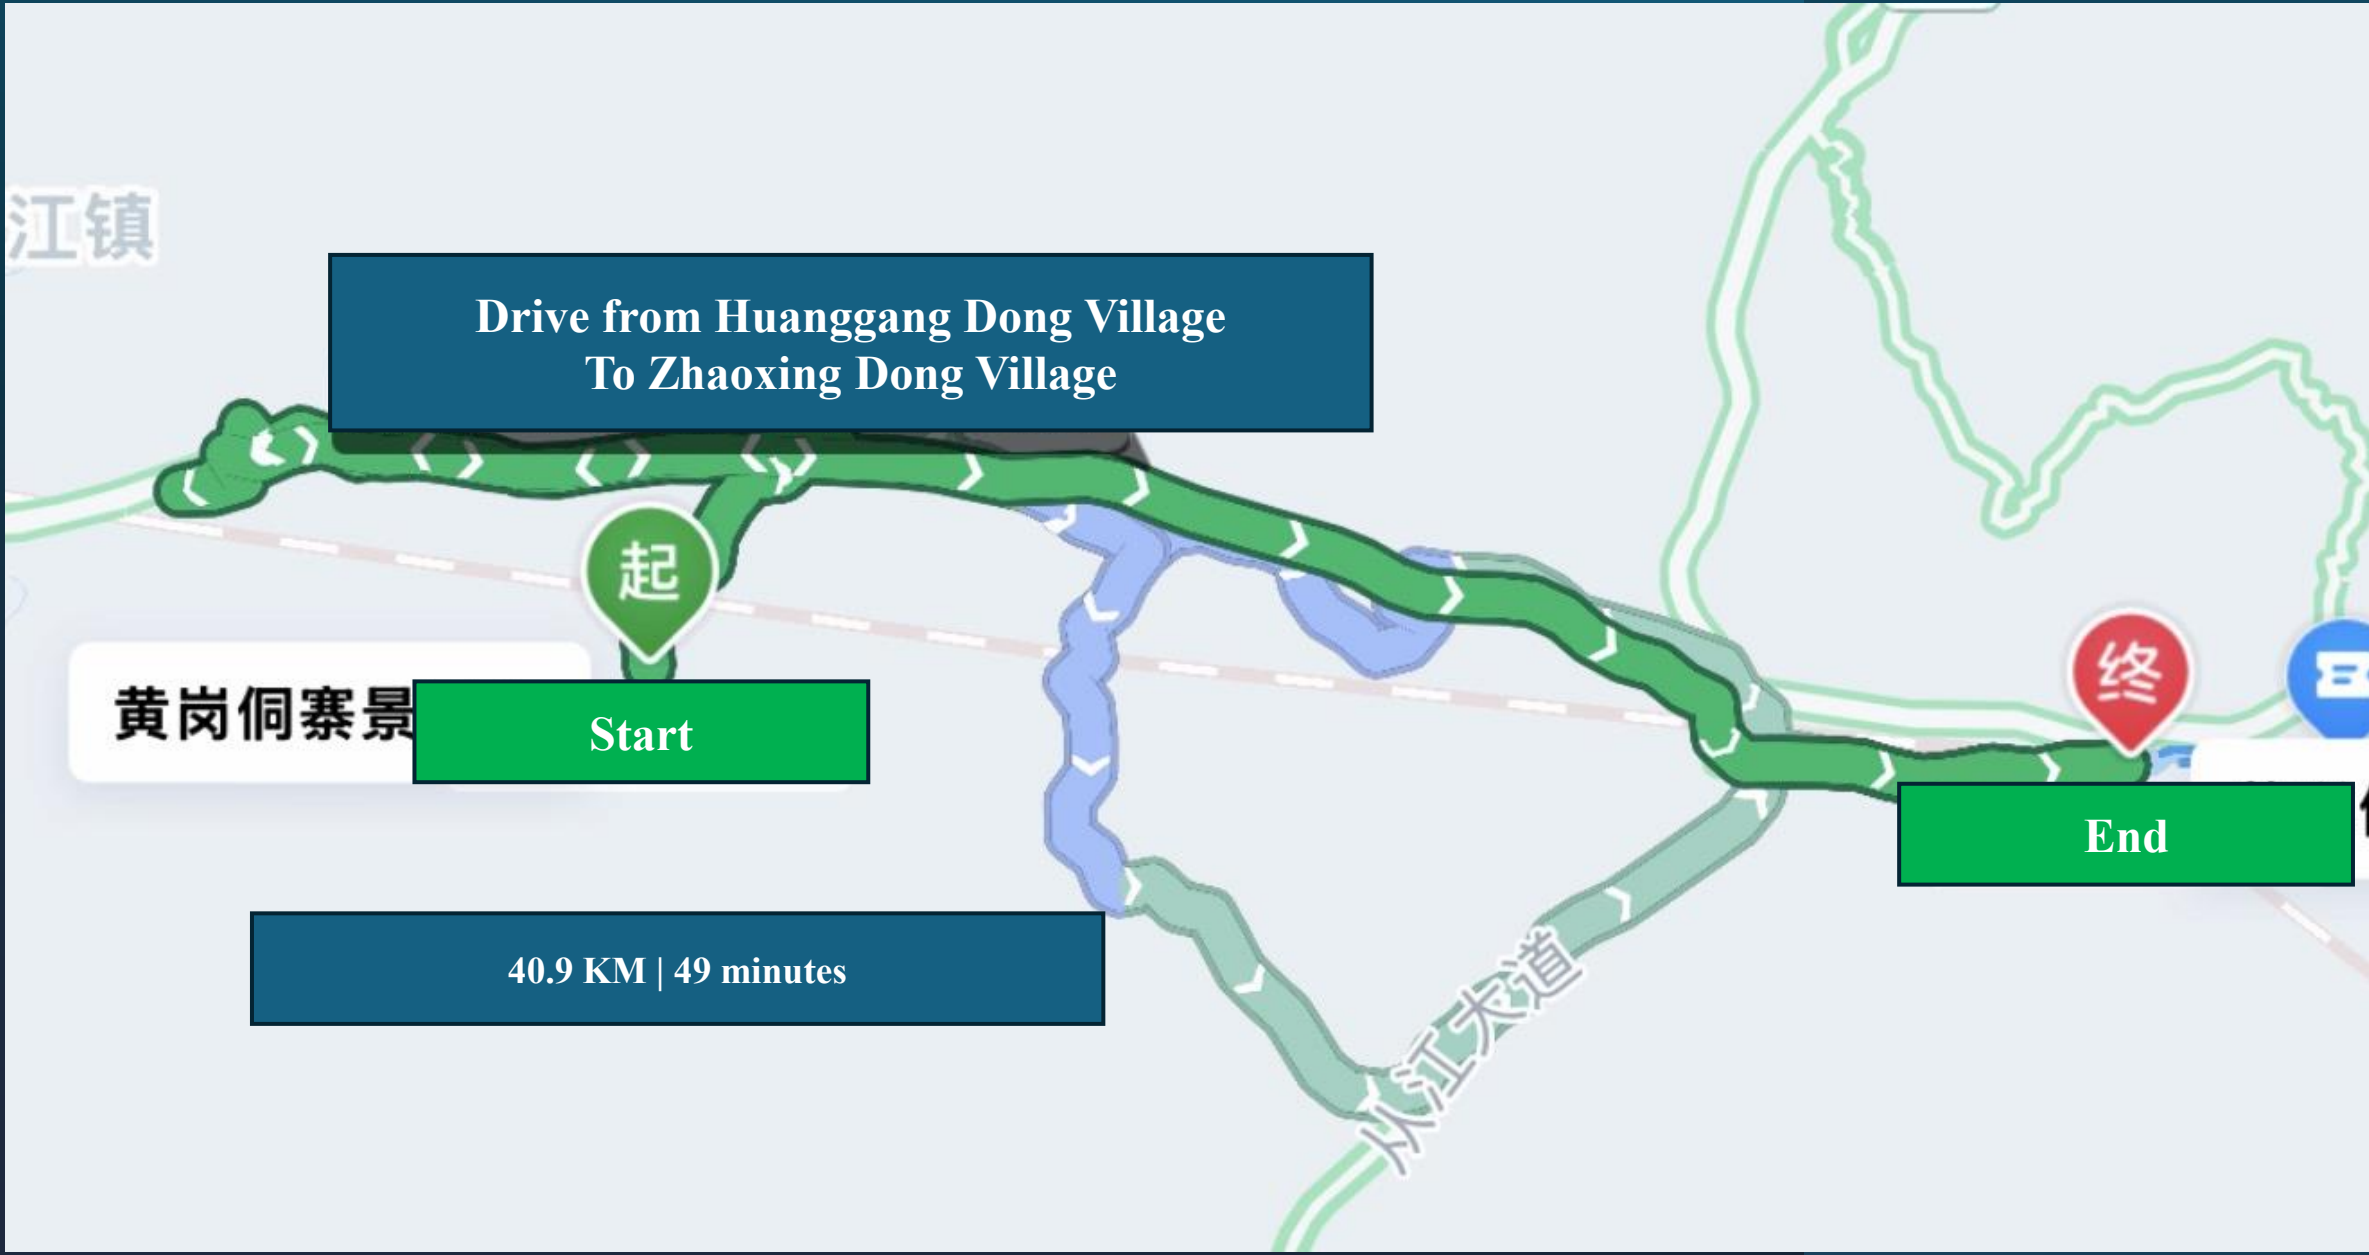 江镇
Drive from Huanggang Dong Village
To Zhaoxing Dong Village
起
终
黄岗侗寨景
Start
End
40.9 KM | 49 minutes
从江大道